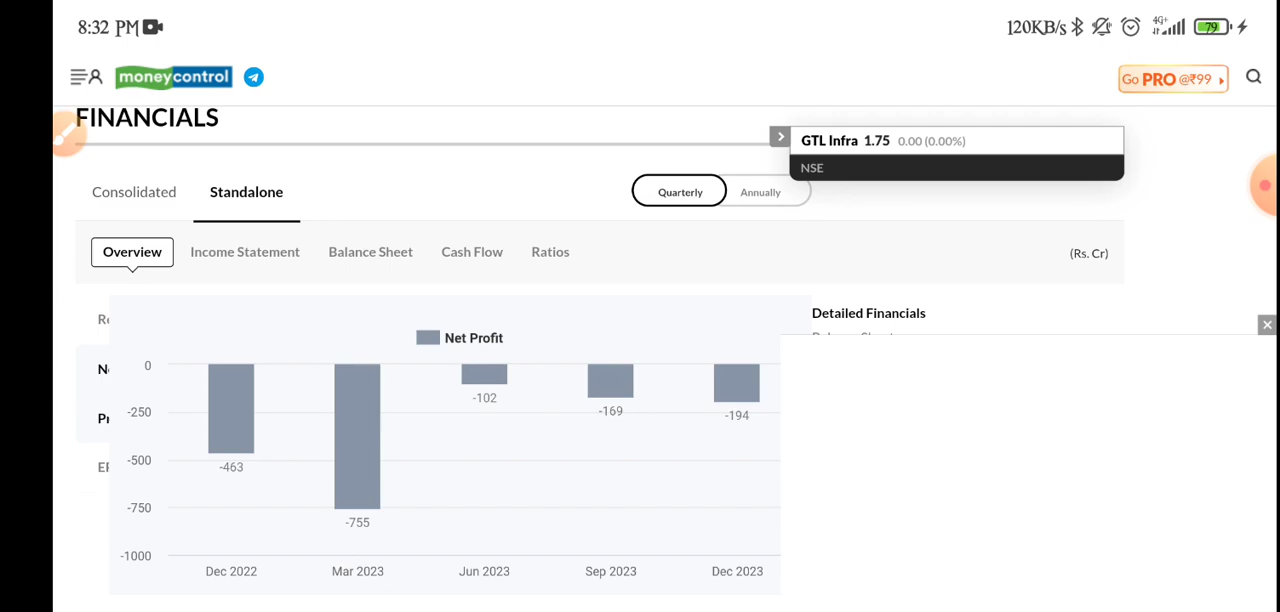 8:32 PM
120KB/s 4G+ 79
moneycontrol
Go PRO @₹99
FINANCIALS
GTL Infra 1.75 0.00 (0.00%)
NSE
Consolidated Standalone
Quarterly Annually
Overview Income Statement Balance Sheet Cash Flow Ratios
(Rs. Cr)
Detailed Financials
Net Profit
0
-250
-500
-750
-1000
-463
-755
-102
-169
-194
Dec 2022 Mar 2023 Jun 2023 Sep 2023 Dec 2023